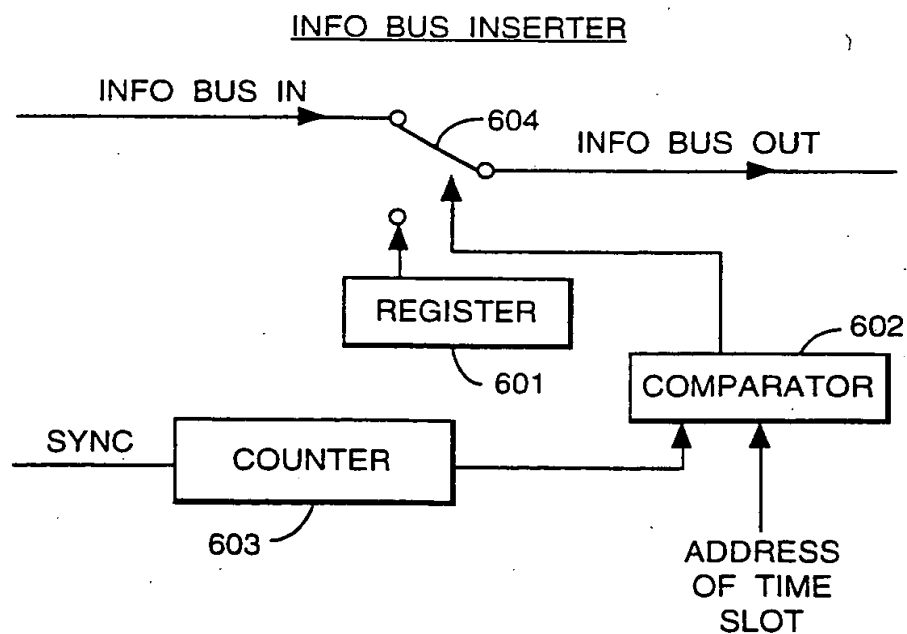 INFO BUS INSERTER
INFO BUS IN
604
INFO BUS OUT
REGISTER
601
602
COMPARATOR
SYNC
COUNTER
603
ADDRESS
OF TIME
SLOT